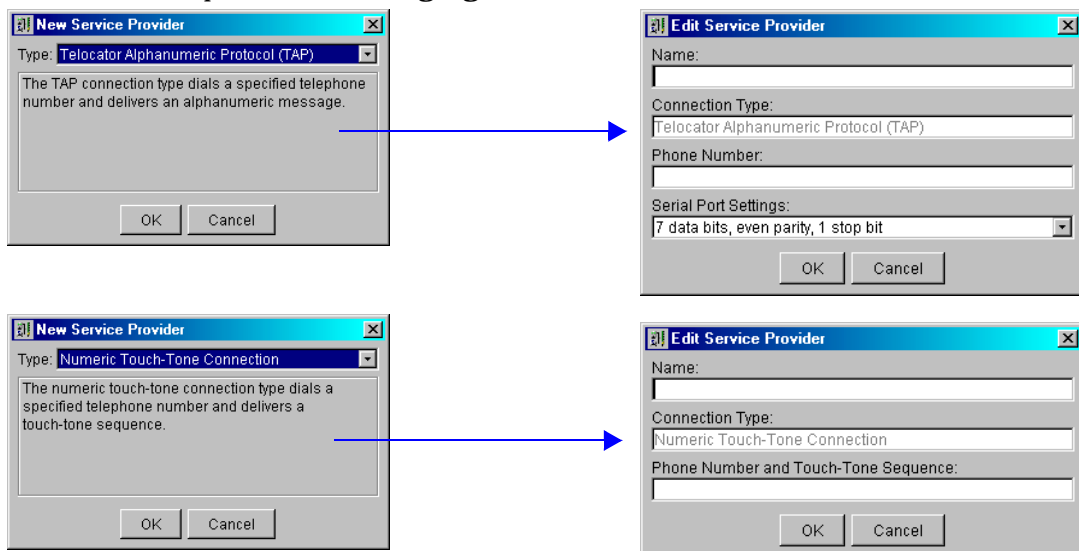 New Service Provider
Type: Telocator Alphanumeric Protocol (TAP)
The TAP connection type dials a specified telephone
number and delivers an alphanumeric message.
OK Cancel
Edit Service Provider
Name:
Connection Type:
Telocator Alphanumeric Protocol (TAP)
Phone Number:
Serial Port Settings:
7 data bits, even parity, 1 stop bit
OK Cancel
New Service Provider
Type: Numeric Touch-Tone Connection
The numeric touch-tone connection type dials a
specified telephone number and delivers a
touch-tone sequence.
OK Cancel
Edit Service Provider
Name:
Connection Type:
Numeric Touch-Tone Connection
Phone Number and Touch-Tone Sequence:
OK Cancel